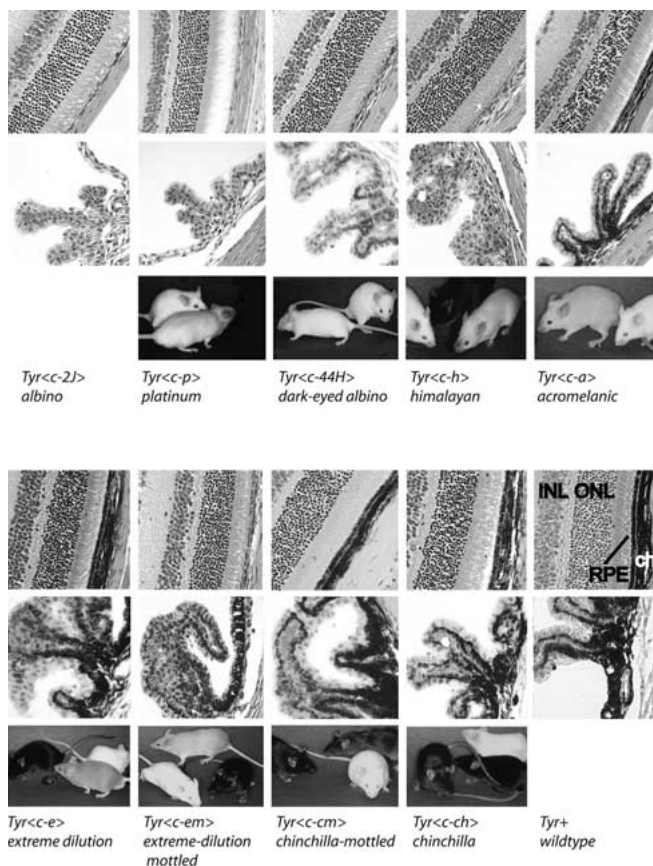 Tyr<c-2J>
albino
Tyr<c-p>
platinum
Tyr<c-44H>
dark-eyed albino
Tyr<c-h>
himalayan
Tyr<c-a>
acromelanic
INL ONL
RPE
ch
Tyr<c-e>
extreme dilution
Tyr<c-em>
extreme-dilution
mottled
Tyr<c-cm>
chinchilla-mottled
Tyr<c-ch>
chinchilla
Tyr+
wildtype